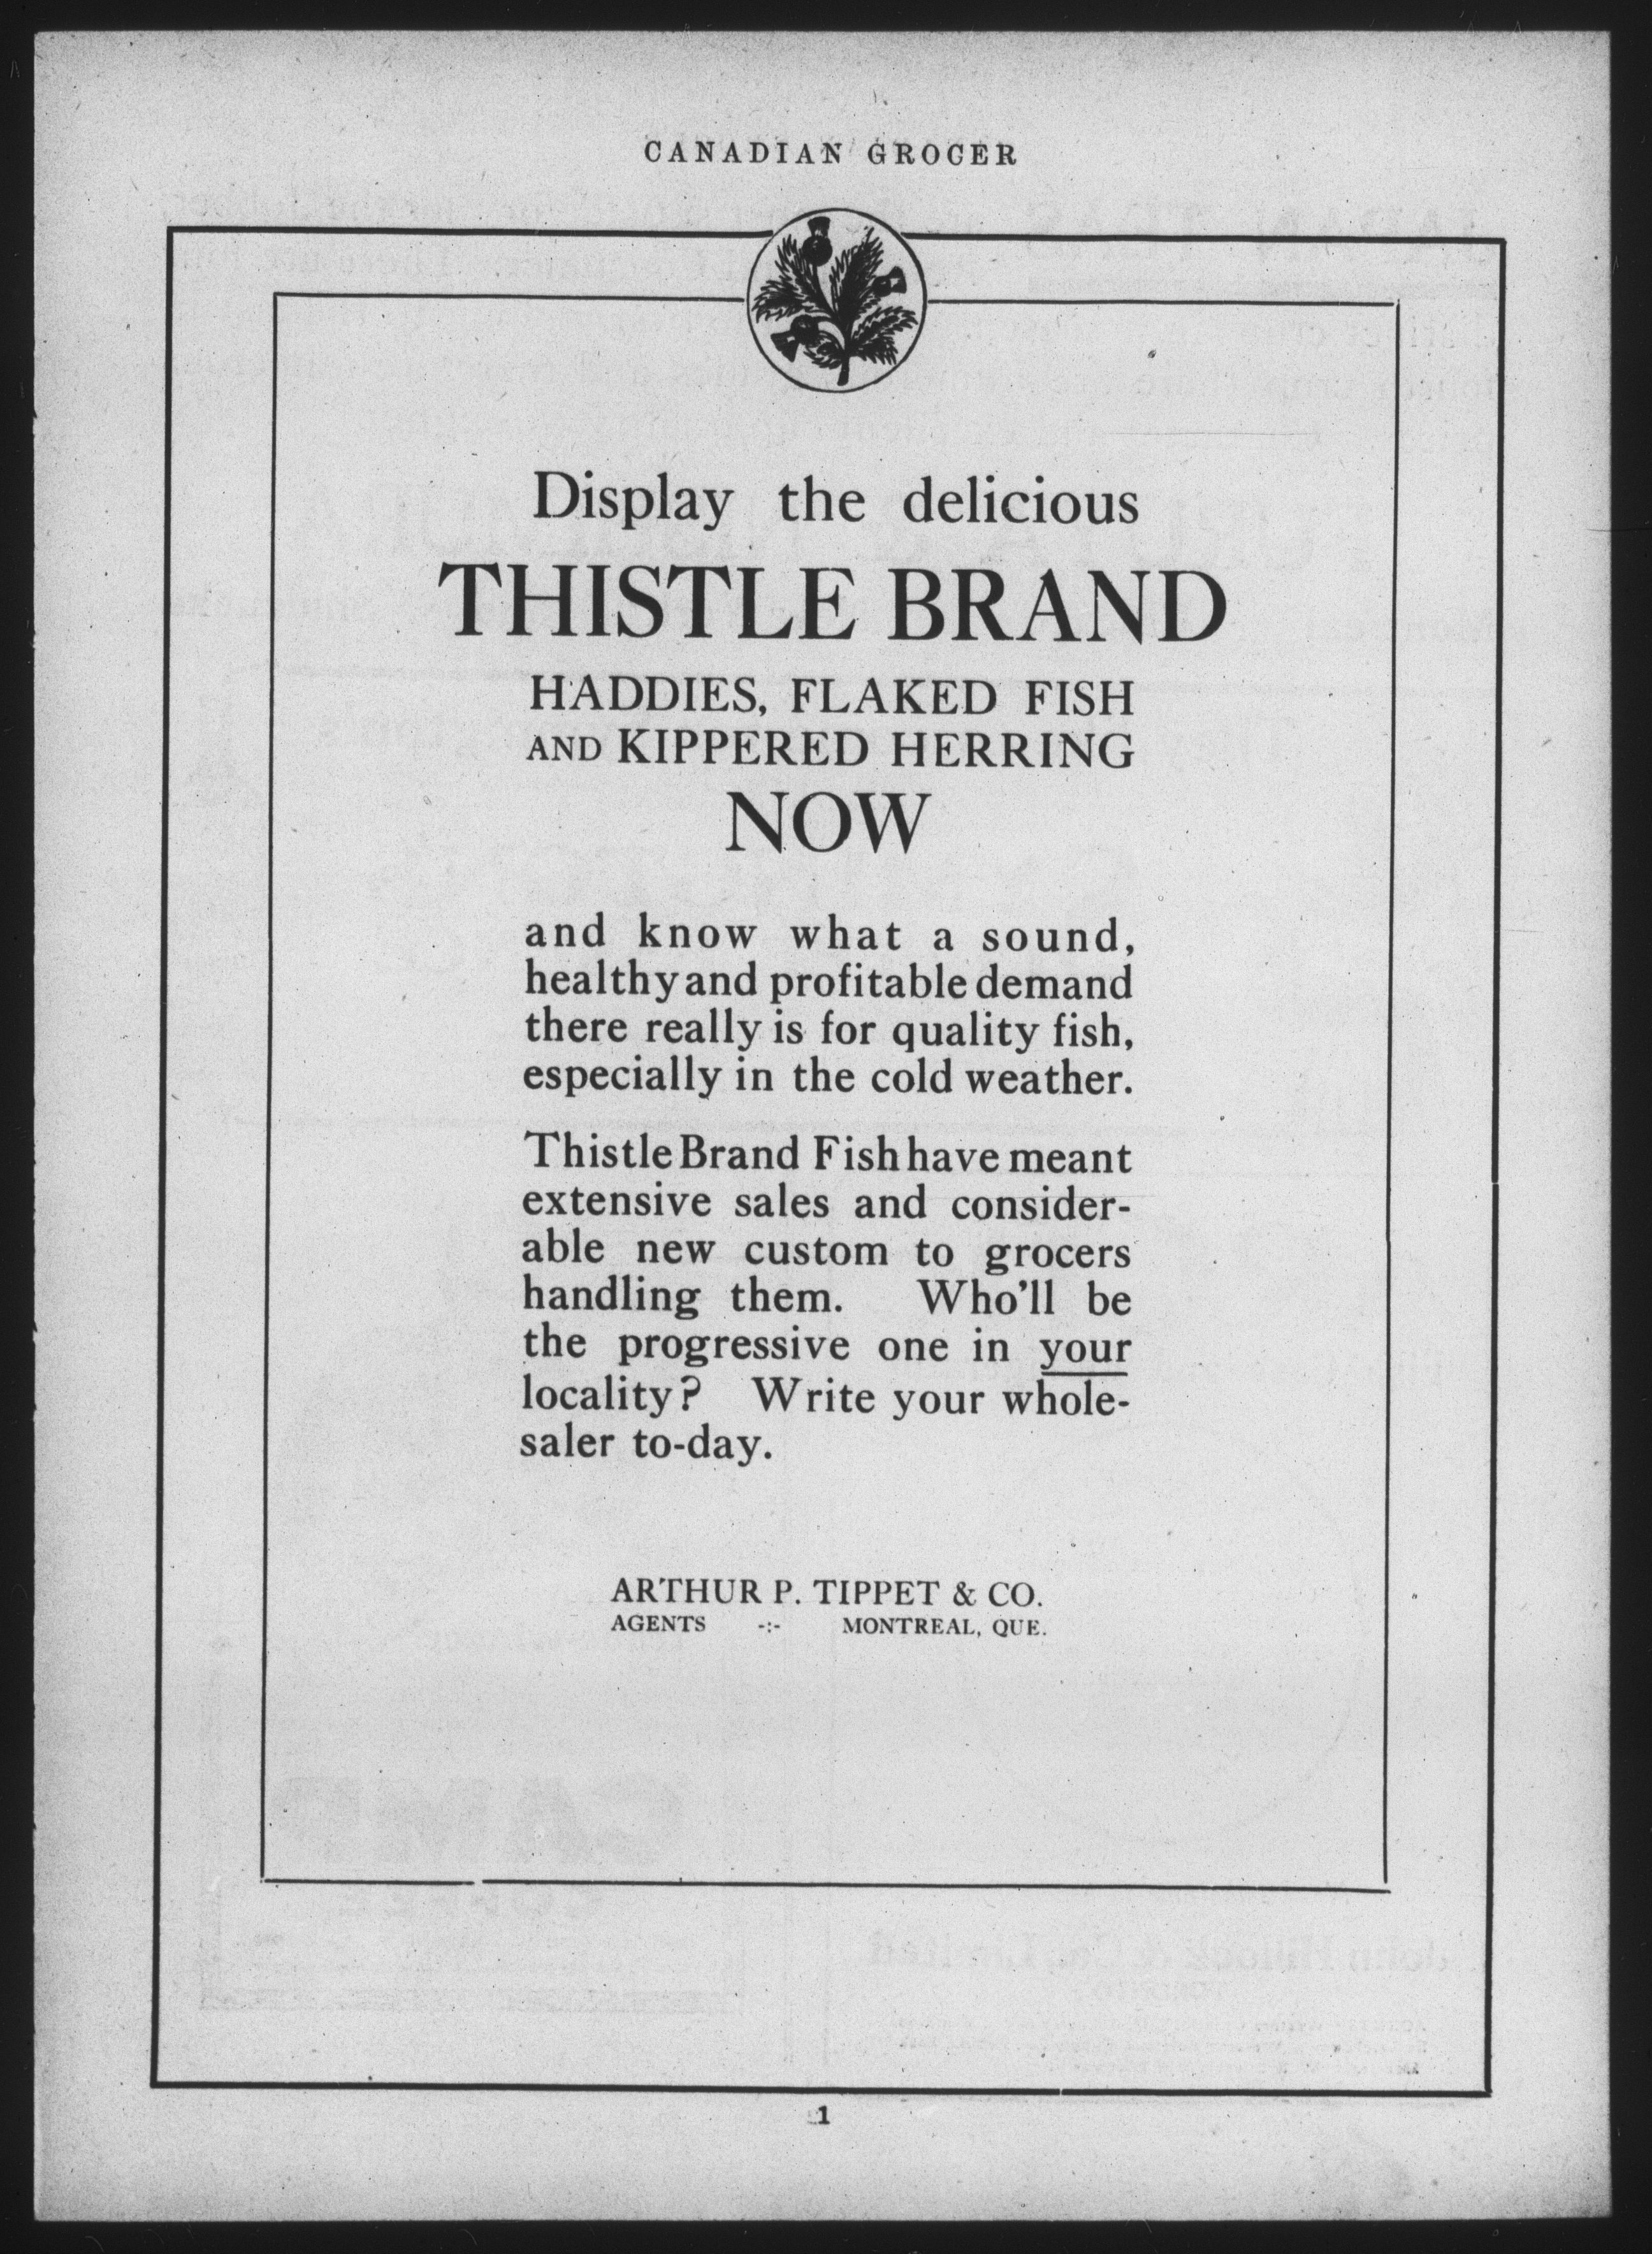 CANADIAN GROCER
Display the delicious
THISTLE BRAND
HADDIES, FLAKED FISH
AND KIPPERED HERRING
NOW
and know what a sound,
healthy and profitable demand
there really is for quality fish,
especially in the cold weather.
Thistle Brand Fish have meant
extensive sales and consider-
able new custom to grocers
handling them. Who'll be
the progressive one in your
locality? Write your whole-
saler to-day.
ARTHUR P. TIPPET & CO.
AGENTS -:- MONTREAL, QUE.
1